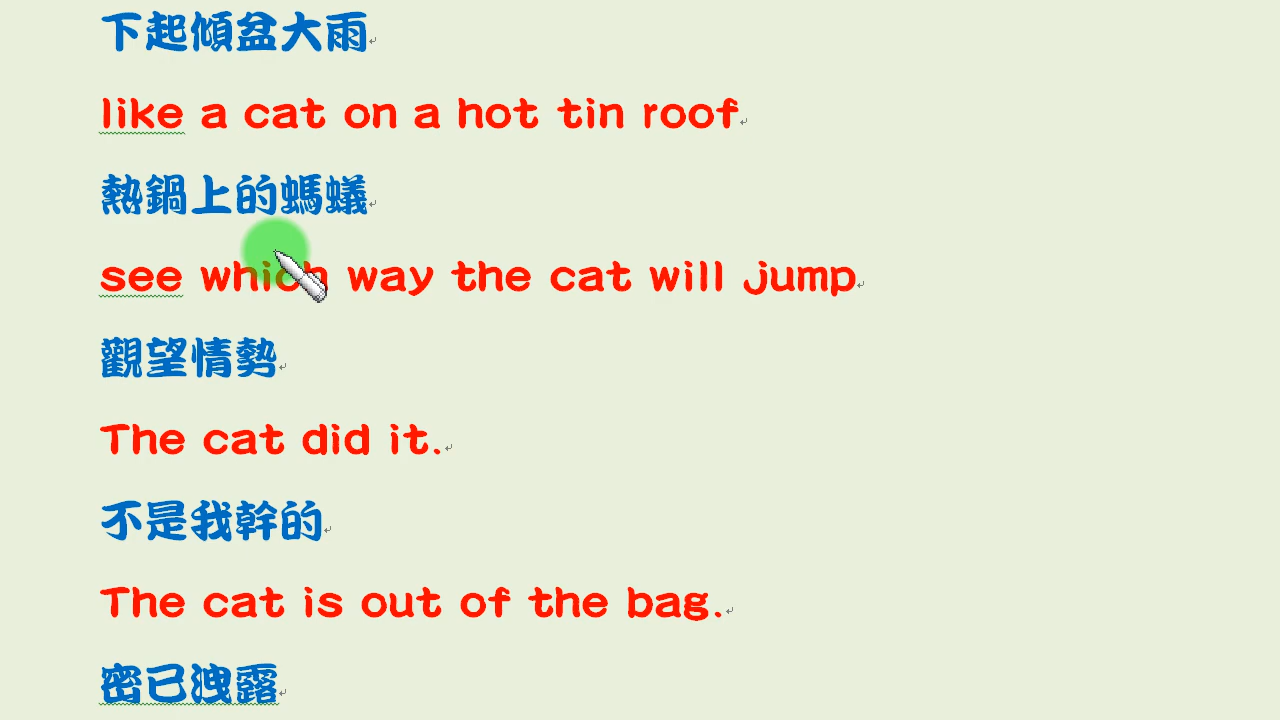 下起傾盆大雨
like a cat on a hot tin roof
熱鍋上的螞蟻
see which way the cat will jump
觀望情勢
The cat did it.
不是我幹的
The cat is out of the bag.
密已洩露